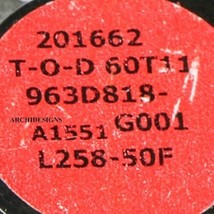 201662
T-O-D 60T11
963D818-
ARCHIDESIGNS
A1551 G001
L258-50F